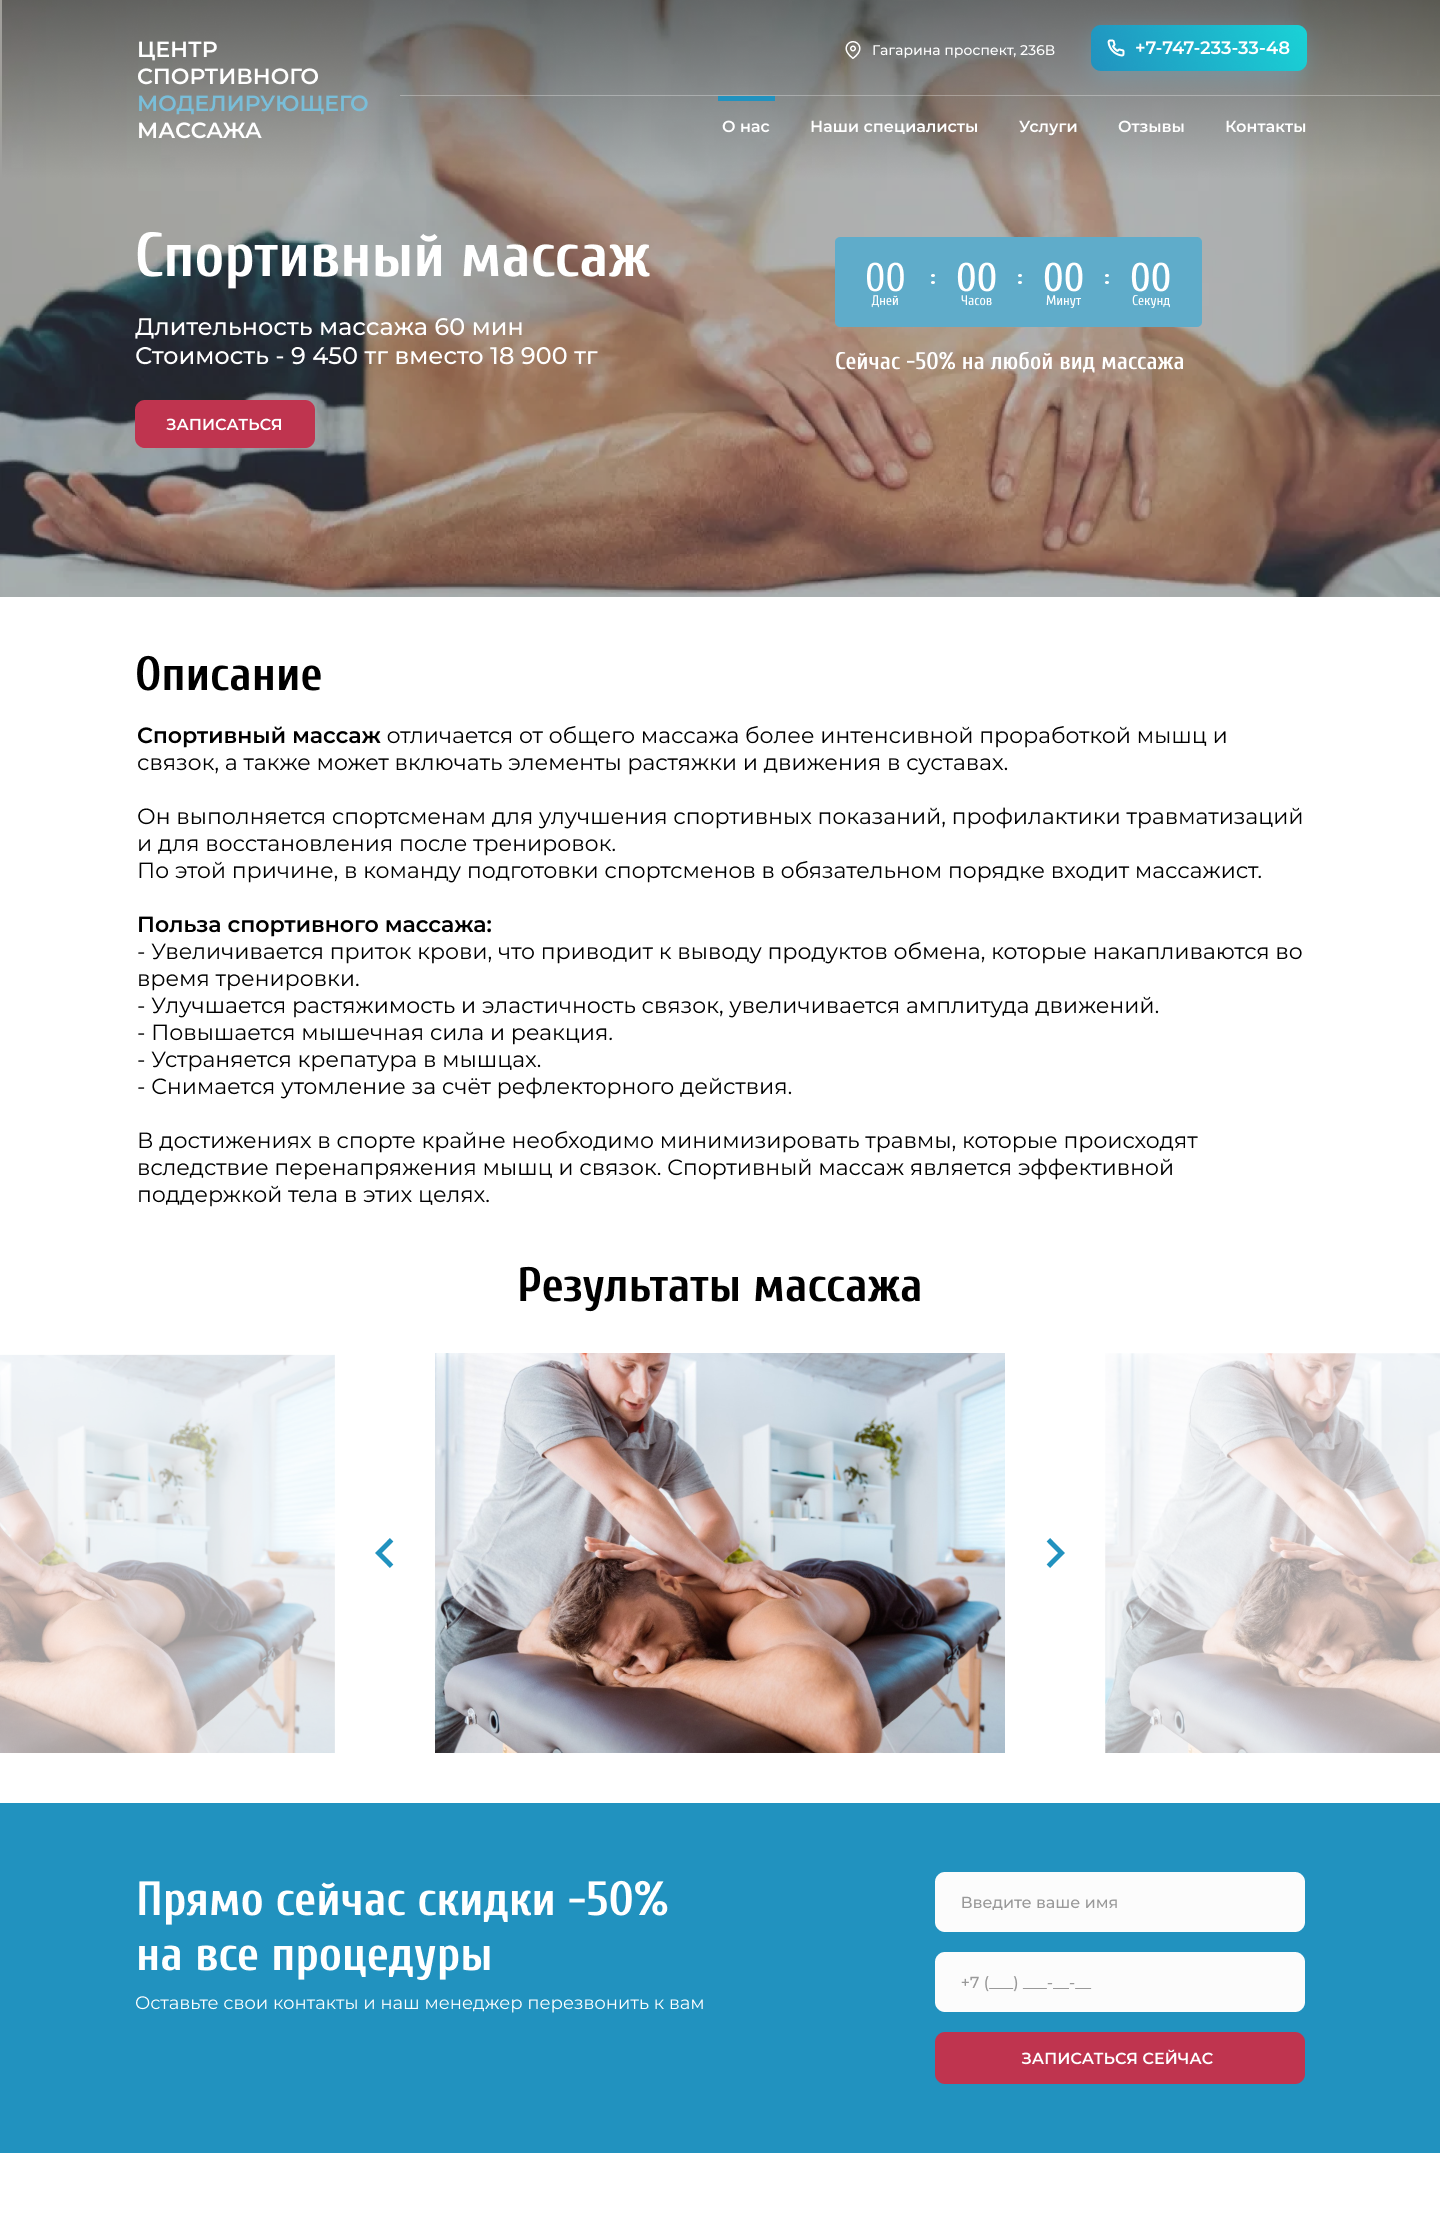 ЦЕНТР
СПОРТИВНОГО
МОДЕЛИРУЮЩЕГО
МАССАЖА
Гагарина проспект, 236В
+7-747-233-33-48
О нас Наши специалисты Услуги Отзывы Контакты
Спортивный массаж
Длительность массажа 60 мин
Стоимость - 9 450 тг вместо 18 900 тг
ЗАПИСАТЬСЯ
00 : 00 : 00 : 00
Дней Часов Минут Секунд
Сейчас -50% на любой вид массажа
Описание
Спортивный массаж отличается от общего массажа более интенсивной проработкой мышц и
связок, а также может включать элементы растяжки и движения в суставах.
Он выполняется спортсменам для улучшения спортивных показаний, профилактики травматизаций
и для восстановления после тренировок.
По этой причине, в команду подготовки спортсменов в обязательном порядке входит массажист.
Польза спортивного массажа:
- Увеличивается приток крови, что приводит к выводу продуктов обмена, которые накапливаются во
время тренировки.
- Улучшается растяжимость и эластичность связок, увеличивается амплитуда движений.
- Повышается мышечная сила и реакция.
- Устраняется крепатура в мышцах.
- Снимается утомление за счёт рефлекторного действия.
В достижениях в спорте крайне необходимо минимизировать травмы, которые происходят
вследствие перенапряжения мышц и связок. Спортивный массаж является эффективной
поддержкой тела в этих целях.
Результаты массажа
Прямо сейчас скидки -50%
на все процедуры
Оставьте свои контакты и наш менеджер перезвонить к вам
Введите ваше имя
+7 (___) ___-__-__
ЗАПИСАТЬСЯ СЕЙЧАС